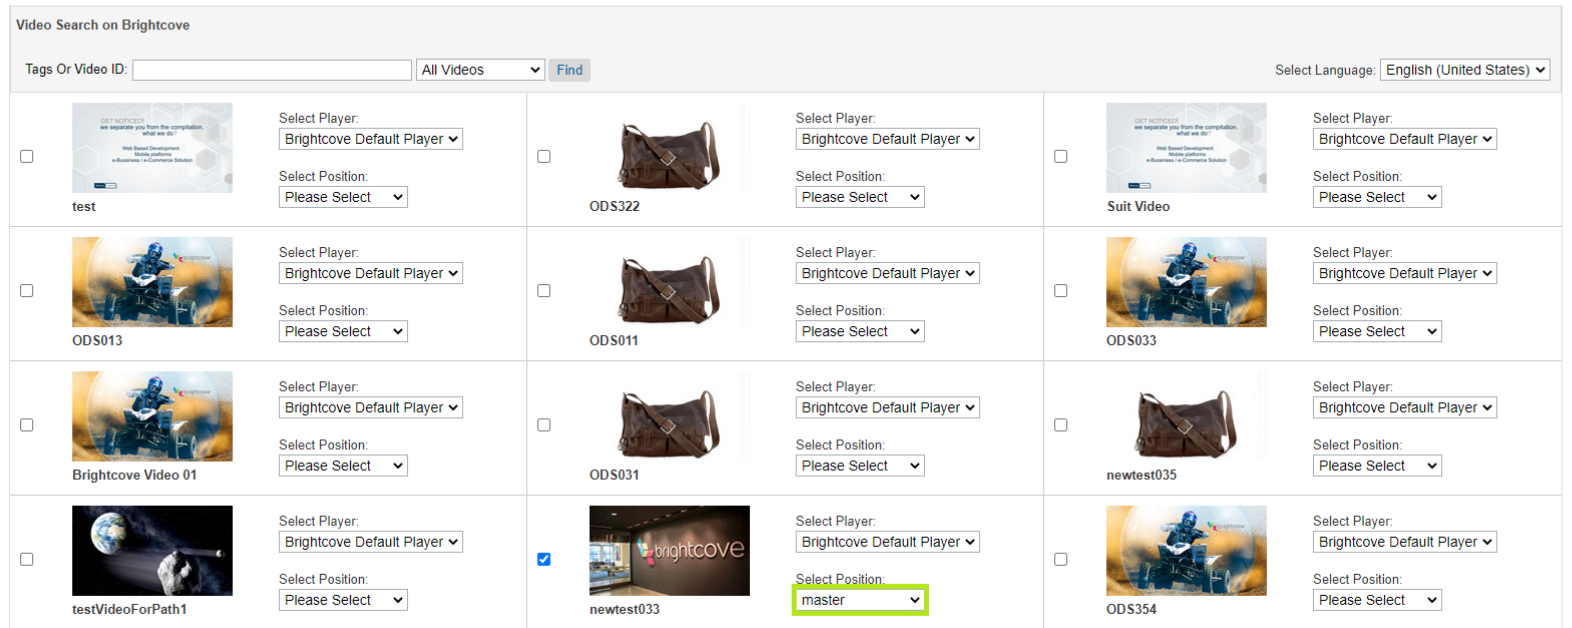 Video Search on Brightcove
Tags Or Video ID: All Videos Find Select Language: English (United States)
GET NOTICED!
we separate you from the compitation.
what we do?
Web Based Development
Mobile platforms
e-Bussiness / e-Commerce Solution
test
Select Player:
Brightcove Default Player
Select Position:
Please Select
ODS322
Select Player:
Brightcove Default Player
Select Position:
Please Select
GET NOTICED!
we separate you from the compitation.
what we do?
Web Based Development
Mobile platforms
e-Bussiness / e-Commerce Solution
Suit Video
Select Player:
Brightcove Default Player
Select Position:
Please Select
brightcove
ODS013
Select Player:
Brightcove Default Player
Select Position:
Please Select
ODS011
Select Player:
Brightcove Default Player
Select Position:
Please Select
brightcove
ODS033
Select Player:
Brightcove Default Player
Select Position:
Please Select
brightcove
Brightcove Video 01
Select Player:
Brightcove Default Player
Select Position:
Please Select
ODS031
Select Player:
Brightcove Default Player
Select Position:
Please Select
newtest035
Select Player:
Brightcove Default Player
Select Position:
Please Select
testVideoForPath1
Select Player:
Brightcove Default Player
Select Position:
Please Select
brightcove
newtest033
Select Player:
Brightcove Default Player
Select Position:
master
brightcove
ODS354
Select Player:
Brightcove Default Player
Select Position:
Please Select